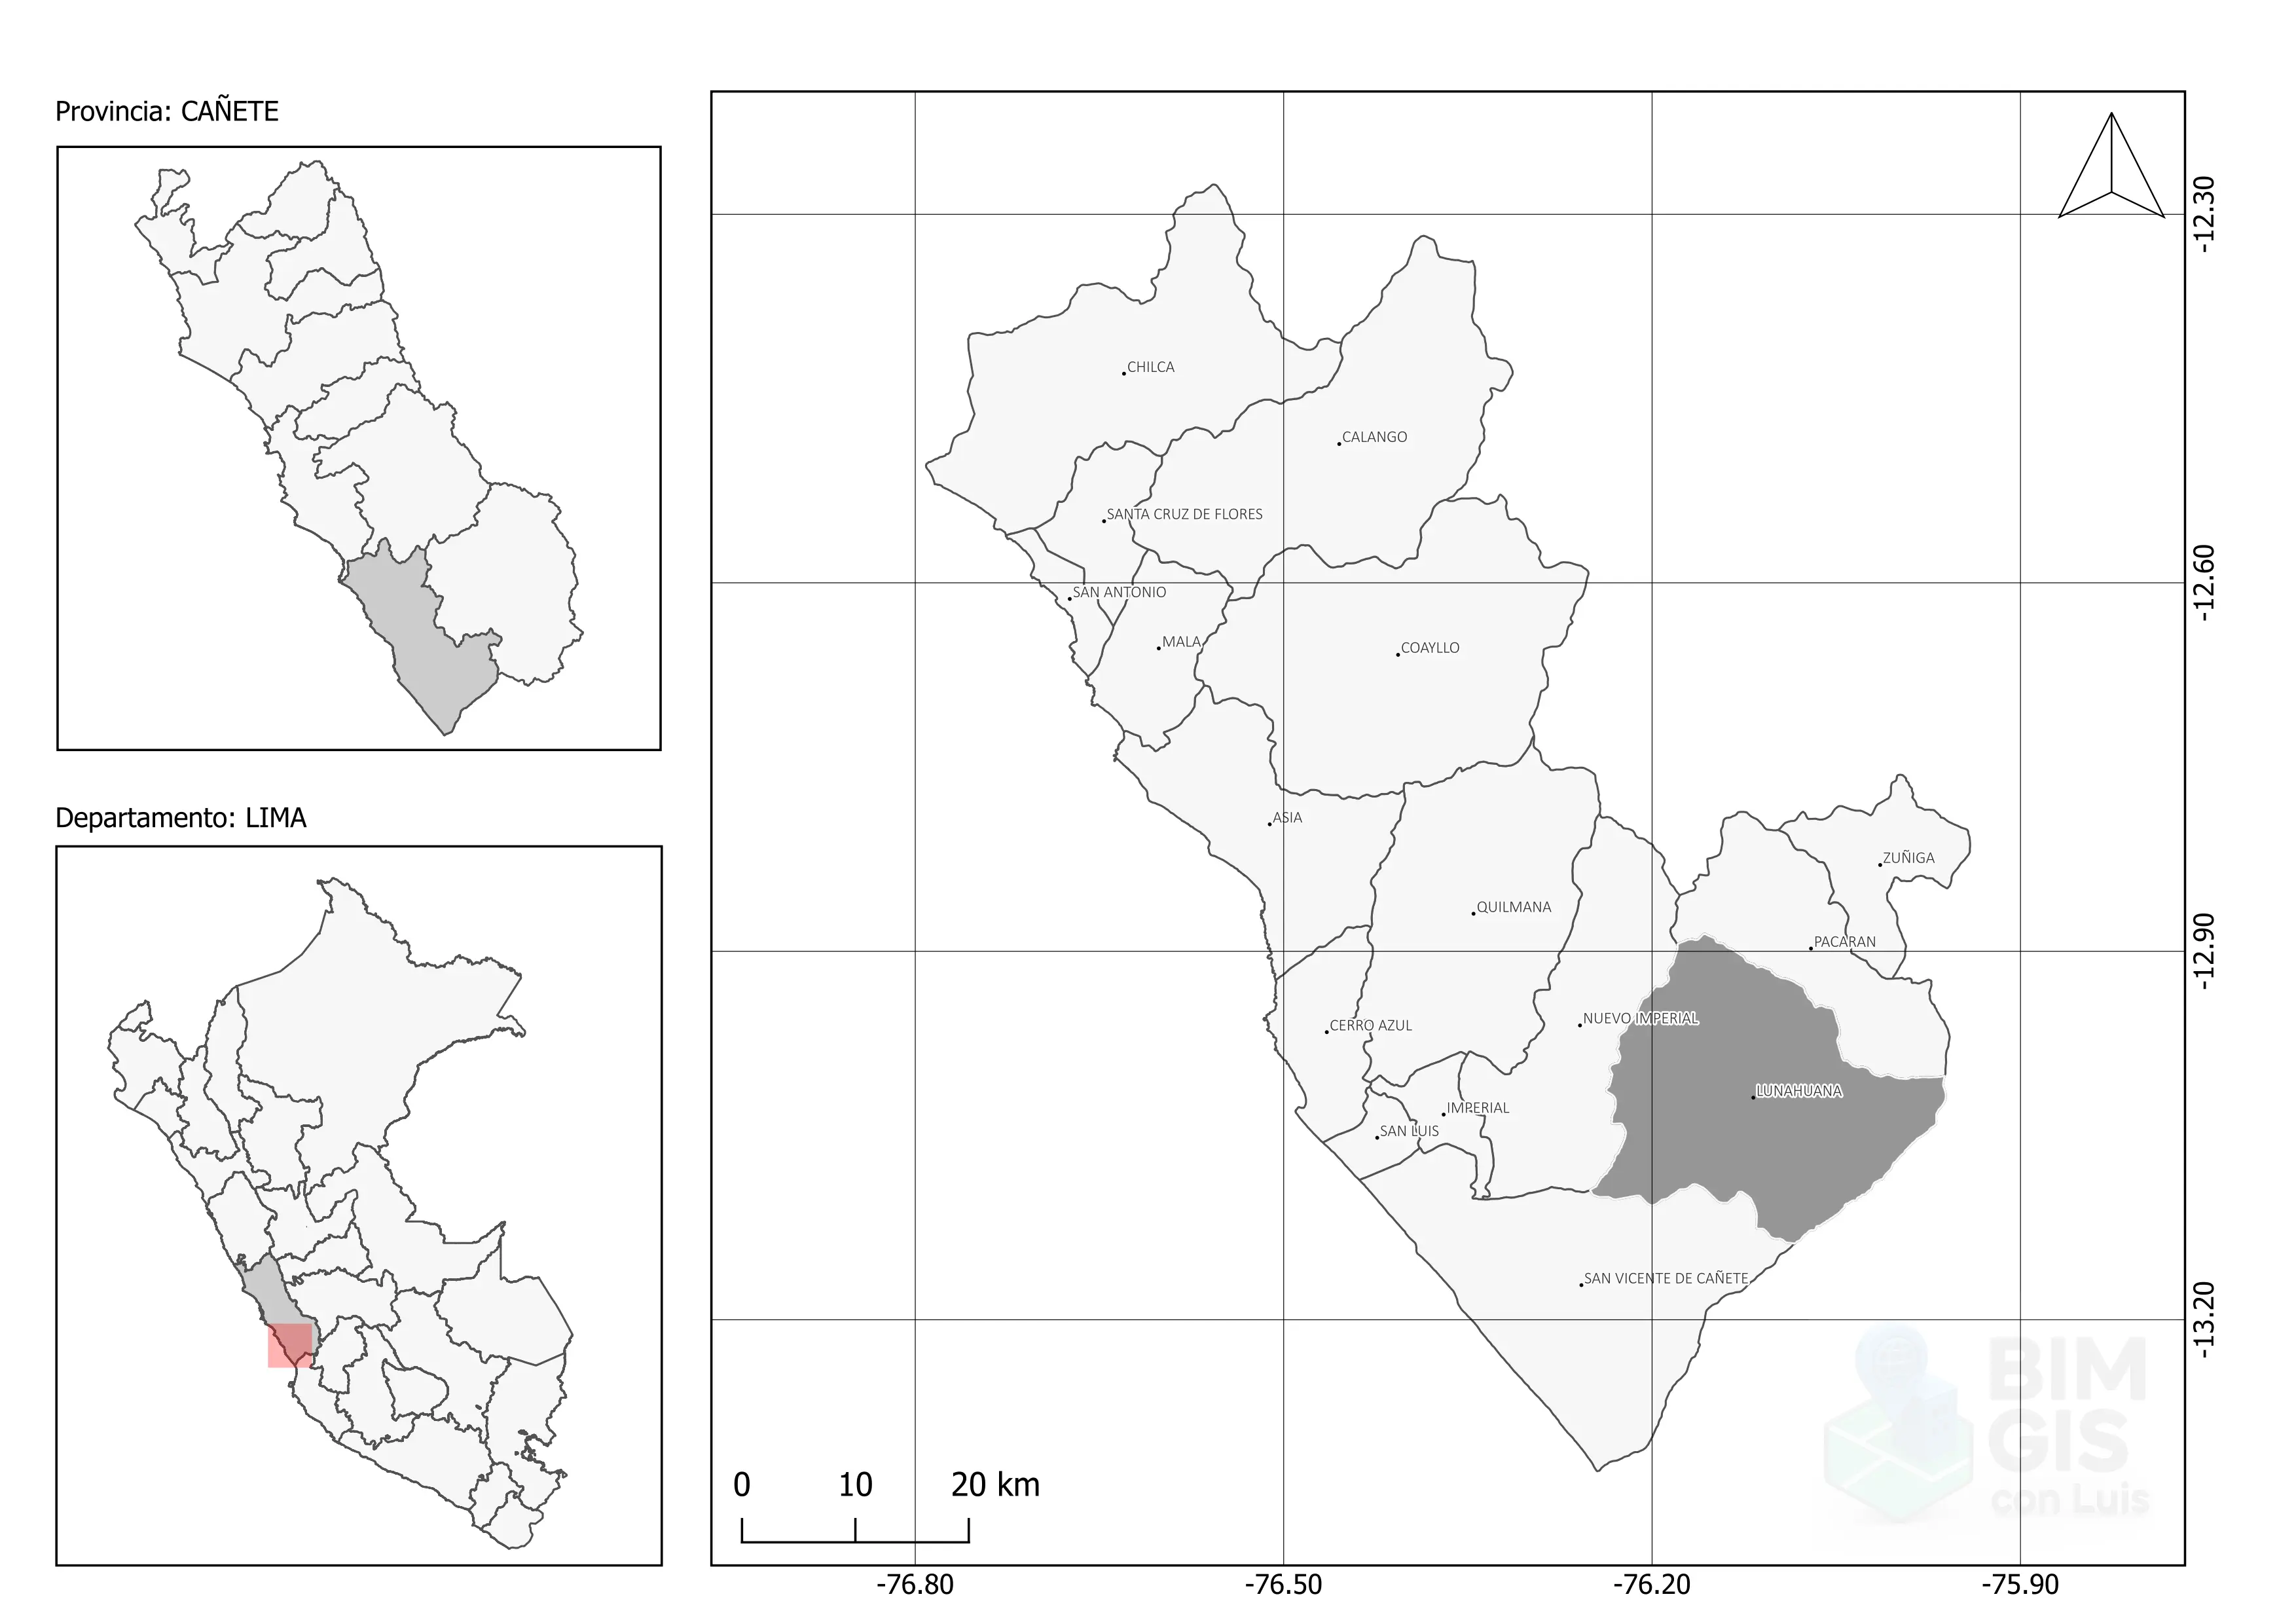 Provincia: CAÑETE
Departamento: LIMA
-12.30
CHILCA
CALANGO
SANTA CRUZ DE FLORES
-12.60
SAN ANTONIO
MALA
COAYLLO
ASIA
ZUÑIGA
QUILMANA
PACARAN
-12.90
NUEVO IMPERIAL
CERRO AZUL
LUNAHUANA
IMPERIAL
SAN LUIS
SAN VICENTE DE CAÑETE
-13.20
BIM
GIS
con Luis
0 10 20 km
-76.80 -76.50 -76.20 -75.90